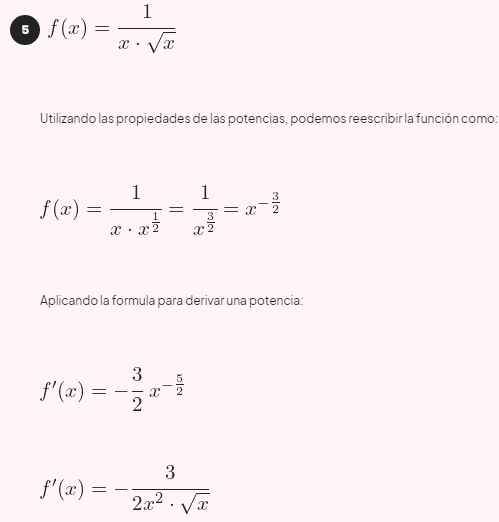 5 f(x) = 1 / (x · √x)
Utilizando las propiedades de las potencias, podemos reescribir la función como:
f(x) = 1 / (x · x^(1/2)) = 1 / x^(3/2) = x^(−3/2)
Aplicando la formula para derivar una potencia:
f′(x) = −(3/2) x^(−5/2)
f′(x) = −3 / (2x² · √x)